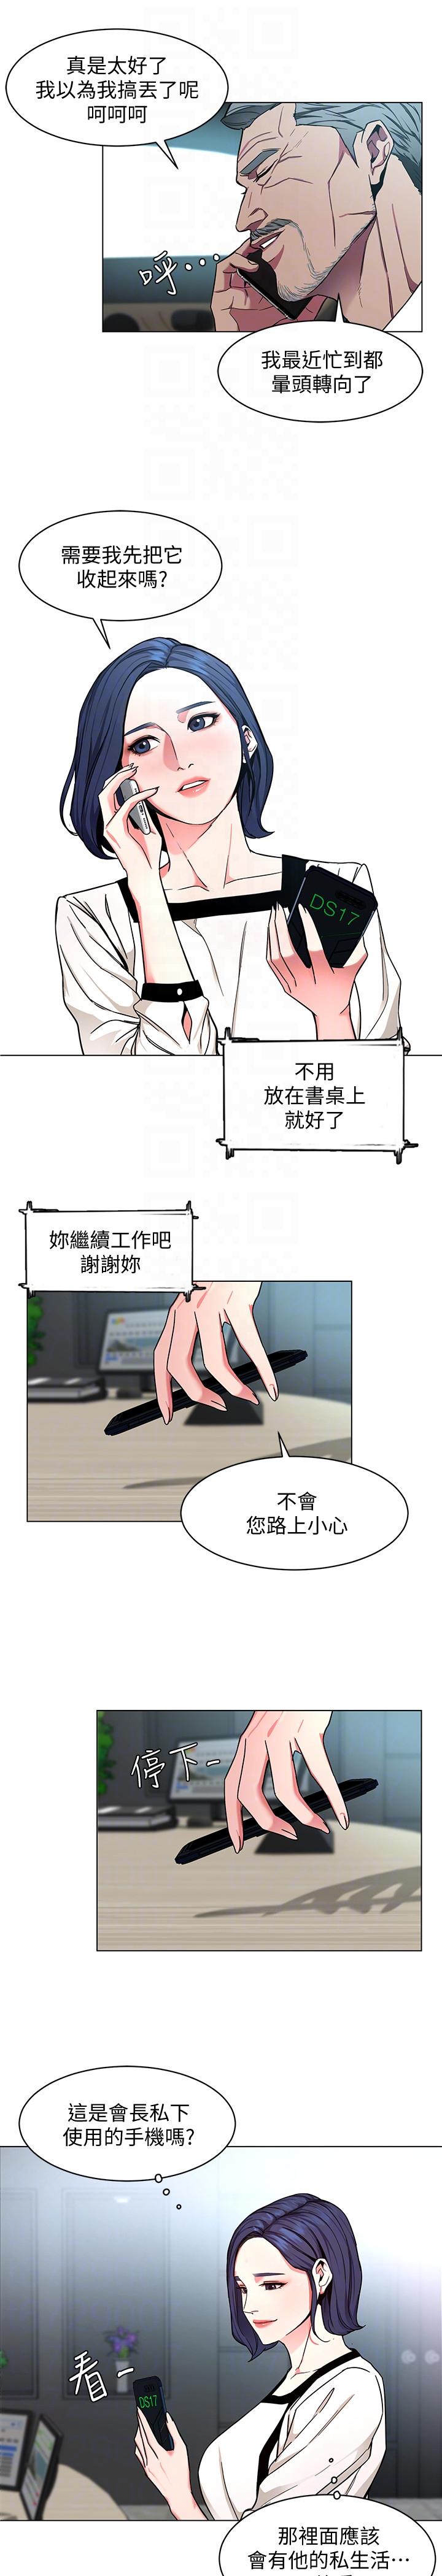 真是太好了
我以為我搞丟了呢
呵呵呵
呼…
我最近忙到都
暈頭轉向了
需要我先把它
收起來嗎?
DS17
不用
放在書桌上
就好了
妳繼續工作吧
謝謝妳
不會
您路上小心
停下-
這是會長私下
使用的手機嗎?
看-
DS17
那裡面應該
會有他的私生活…